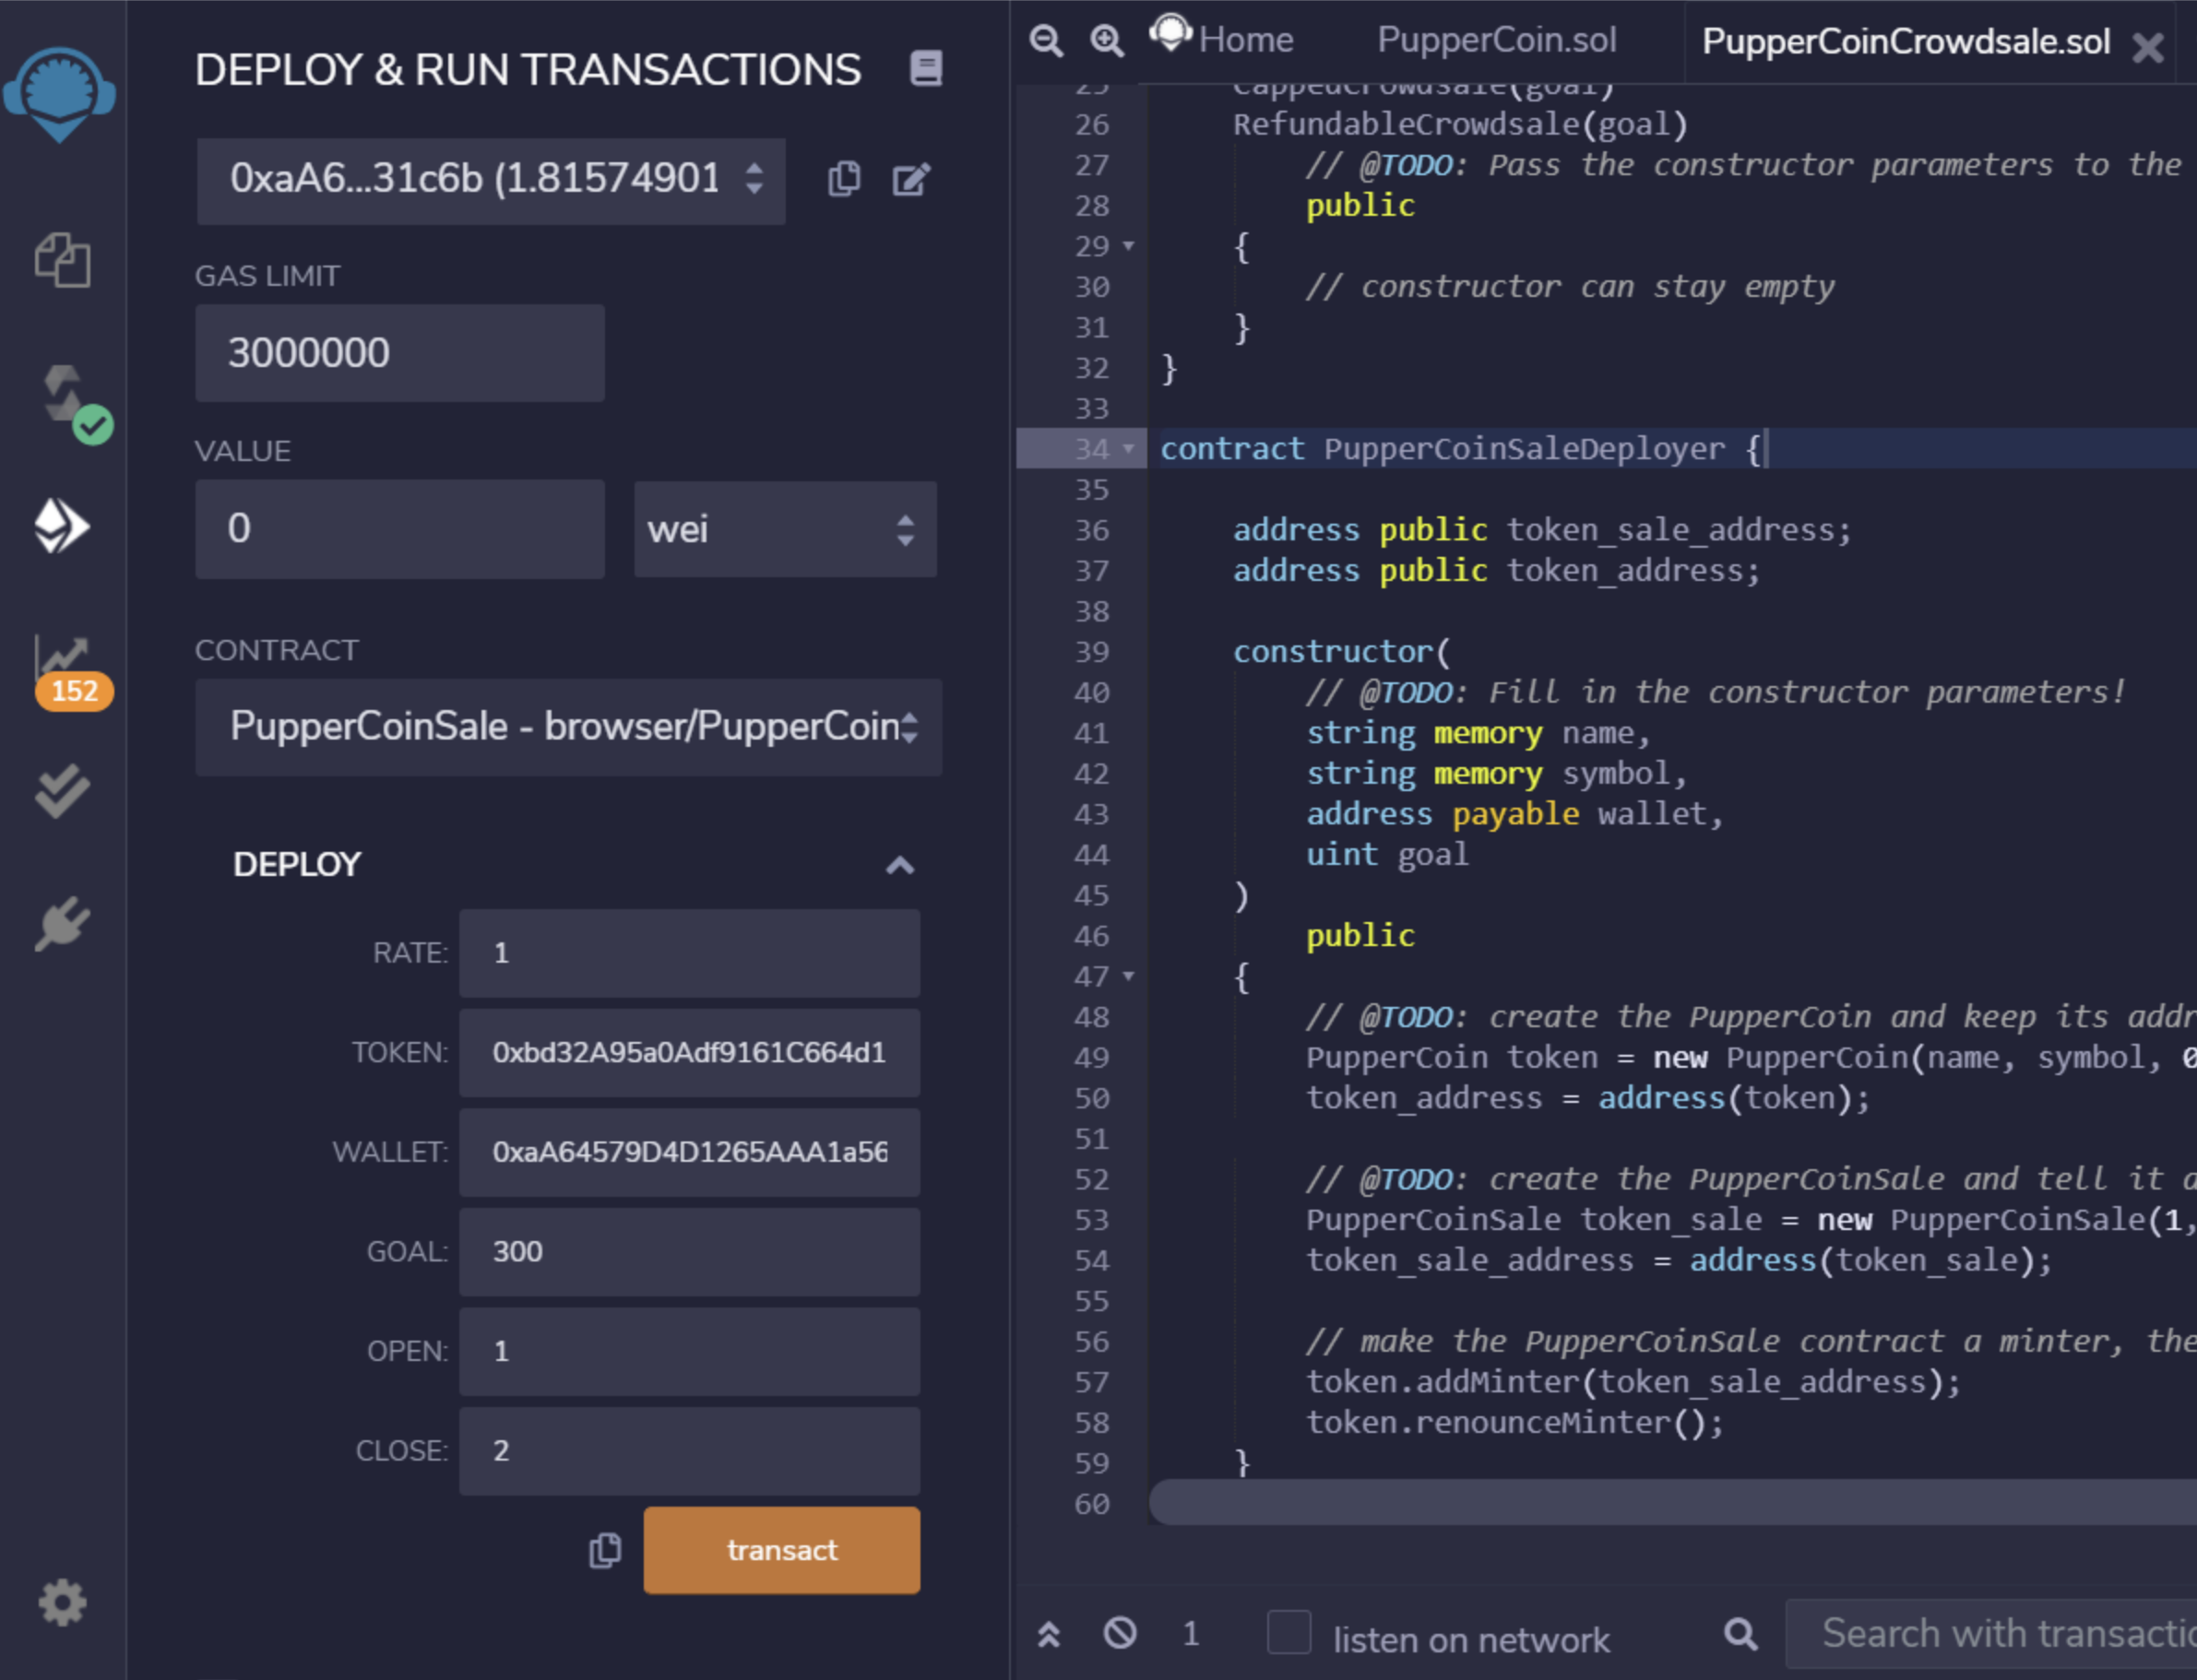 DEPLOY & RUN TRANSACTIONS
0xaA6...31c6b (1.81574901
GAS LIMIT
3000000
VALUE
0
wei
CONTRACT
PupperCoinSale - browser/PupperCoin
152
DEPLOY
RATE: 1
TOKEN: 0xbd32A95a0Adf9161C664d1
WALLET: 0xaA64579D4D1265AAA1a56
GOAL: 300
OPEN: 1
CLOSE: 2
transact
Home PupperCoin.sol PupperCoinCrowdsale.sol
25 CappedCrowdsale(goal)
26 RefundableCrowdsale(goal)
27 // @TODO: Pass the constructor parameters to the
28 public
29 {
30 // constructor can stay empty
31 }
32 }
33
34 contract PupperCoinSaleDeployer {
35
36 address public token_sale_address;
37 address public token_address;
38
39 constructor(
40 // @TODO: Fill in the constructor parameters!
41 string memory name,
42 string memory symbol,
43 address payable wallet,
44 uint goal
45 )
46 public
47 {
48 // @TODO: create the PupperCoin and keep its addr
49 PupperCoin token = new PupperCoin(name, symbol, 0
50 token_address = address(token);
51
52 // @TODO: create the PupperCoinSale and tell it a
53 PupperCoinSale token_sale = new PupperCoinSale(1,
54 token_sale_address = address(token_sale);
55
56 // make the PupperCoinSale contract a minter, the
57 token.addMinter(token_sale_address);
58 token.renounceMinter();
59 }
60
1 listen on network Search with transactio